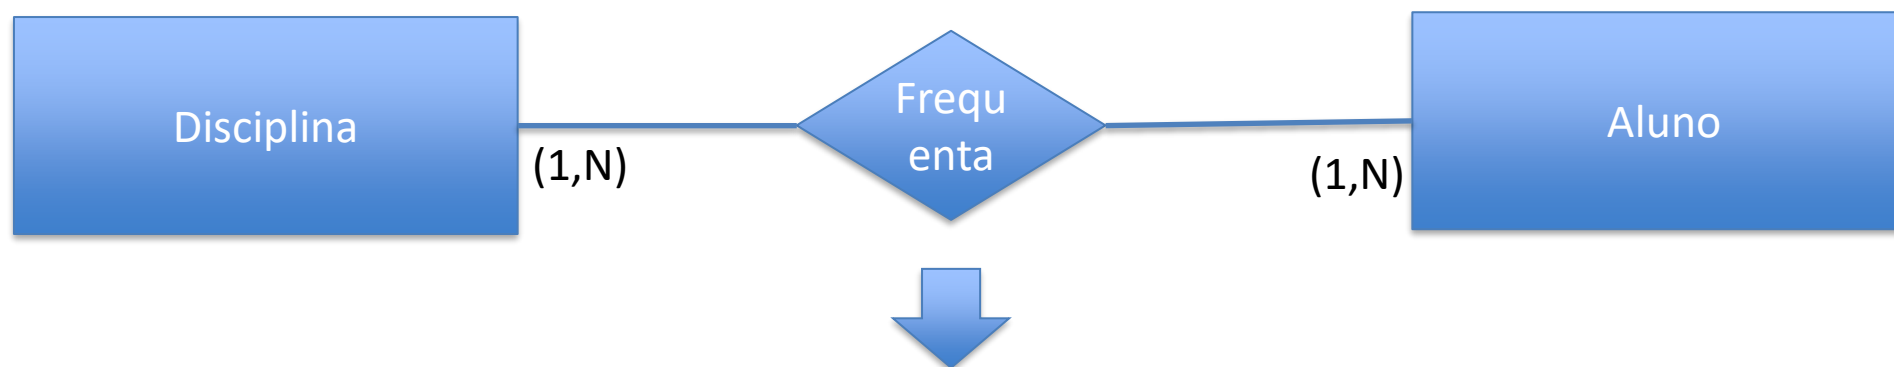 Disciplina
(1,N)
Frequ
enta
(1,N)
Aluno